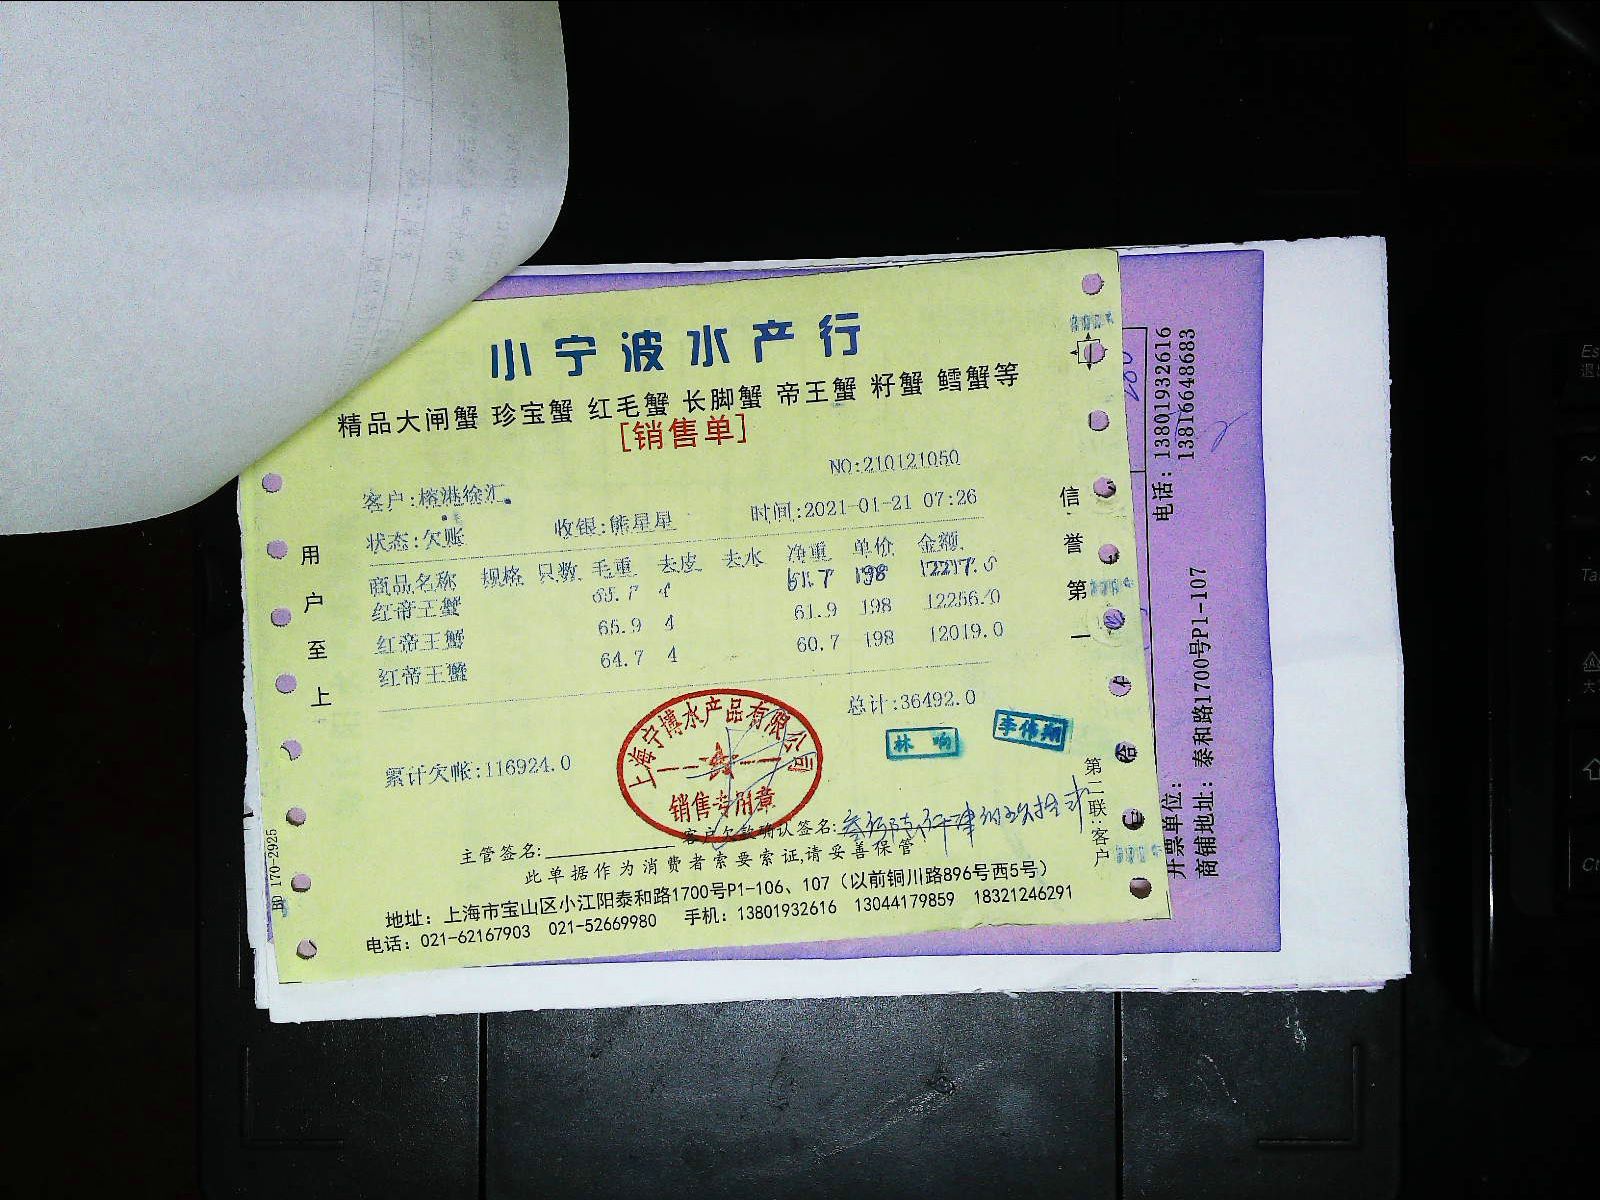 小宁波水产行
精品大闸蟹 珍宝蟹 红毛蟹 长脚蟹 帝王蟹 籽蟹 鳕蟹等
[销售单]
NO:210121050
客户:榕港徐汇
状态:欠账 收银:熊星星 时间:2021-01-21 07:26
商品名称 规格 只数 毛重 去皮 去水 净重 单价 金额
红帝王蟹 65.7 4 61.7 198 12217.0
红帝王蟹 65.9 4 61.9 198 12256.0
红帝王蟹 64.7 4 60.7 198 12019.0
总计:36492.0
累计欠帐:116924.0
上海宁博水产品有限公司
销售专用章
林 响
李伟翔
客户欠款确认签名:
主管签名:
此单据作为消费者索要索证,请妥善保管
地址: 上海市宝山区小江阳泰和路1700号P1-106、107（以前铜川路896号西5号）
电话: 021-62167903 021-52669980 手机: 13801932616 13044179859 18321246291
用户至上
信誉第一
第二联:客户
170-2925
电话: 13801932616
13816648683
开票单位:
商铺地址: 泰和路1700号P1-107